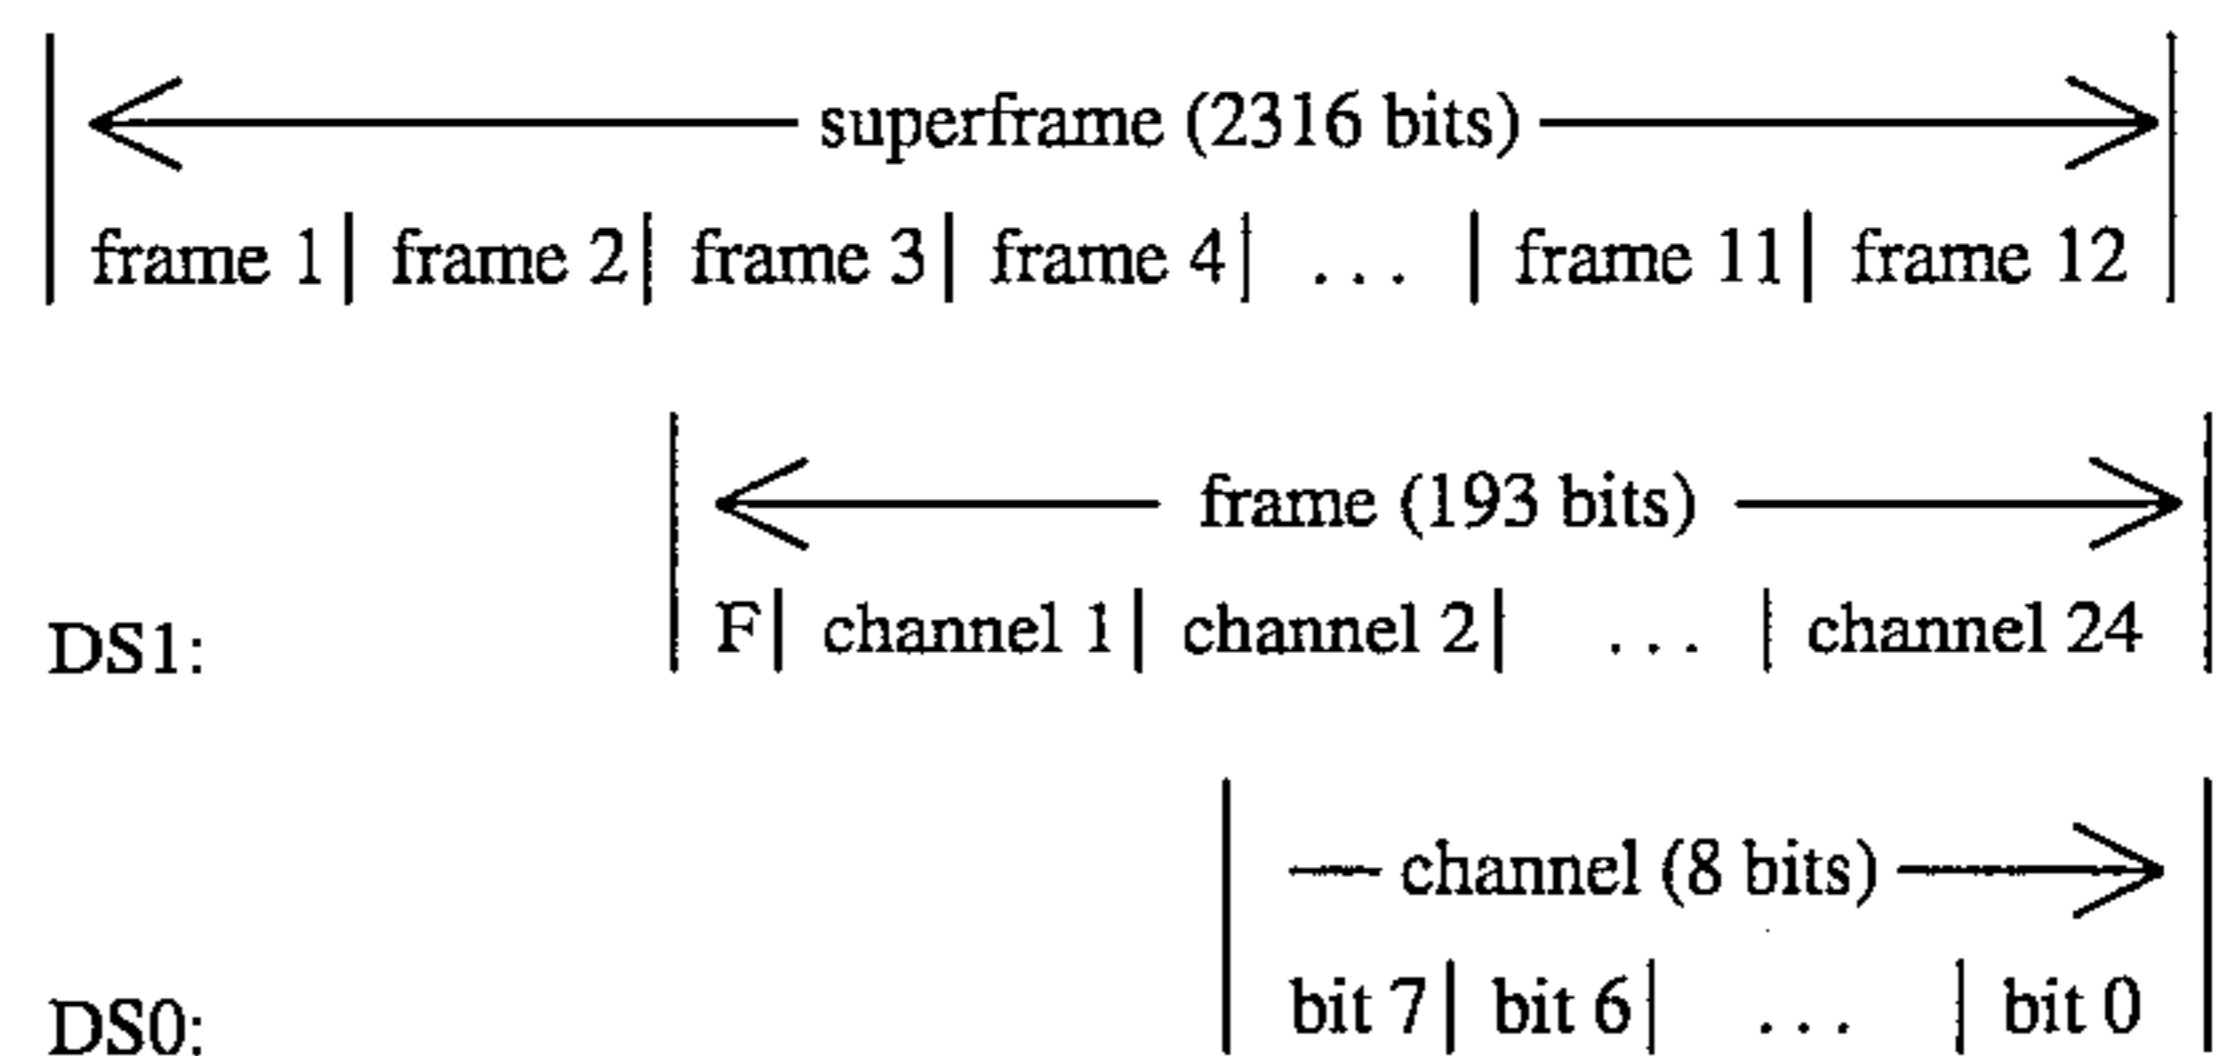 superframe (2316 bits)
frame 1| frame 2| frame 3| frame 4| . . . | frame 11| frame 12
frame (193 bits)
DS1: F| channel 1| channel 2| . . . | channel 24
channel (8 bits)
DS0: bit 7| bit 6| . . . | bit 0